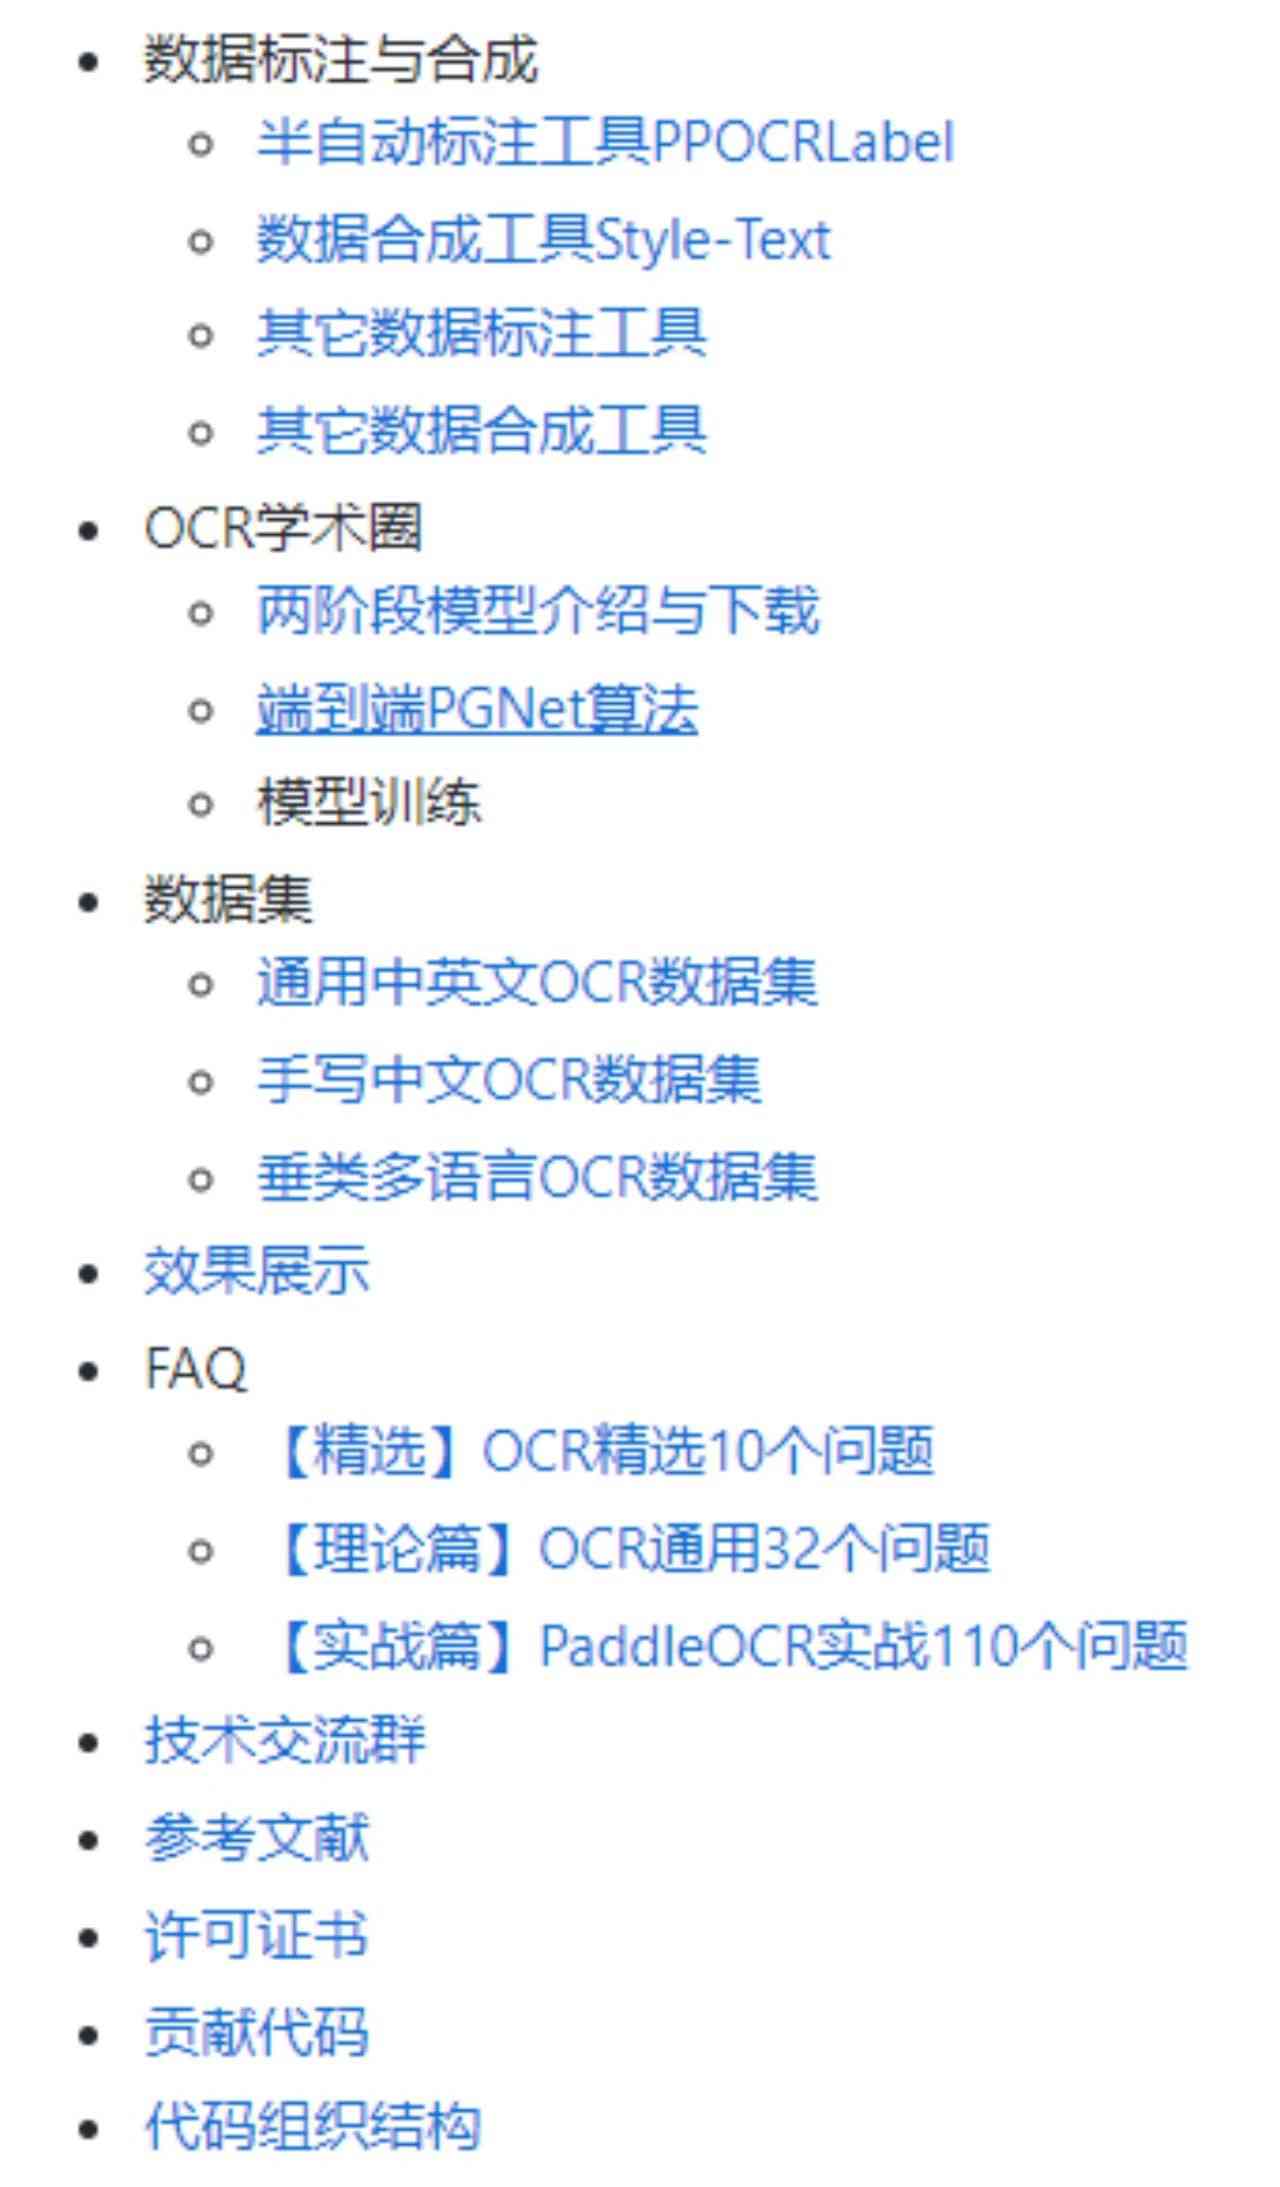 数据标注与合成
半自动标注工具PPOCRLabel
数据合成工具Style-Text
其它数据标注工具
其它数据合成工具
OCR学术圈
两阶段模型介绍与下载
端到端PGNet算法
模型训练
数据集
通用中英文OCR数据集
手写中文OCR数据集
垂类多语言OCR数据集
效果展示
FAQ
【精选】OCR精选10个问题
【理论篇】OCR通用32个问题
【实战篇】PaddleOCR实战110个问题
技术交流群
参考文献
许可证书
贡献代码
代码组织结构